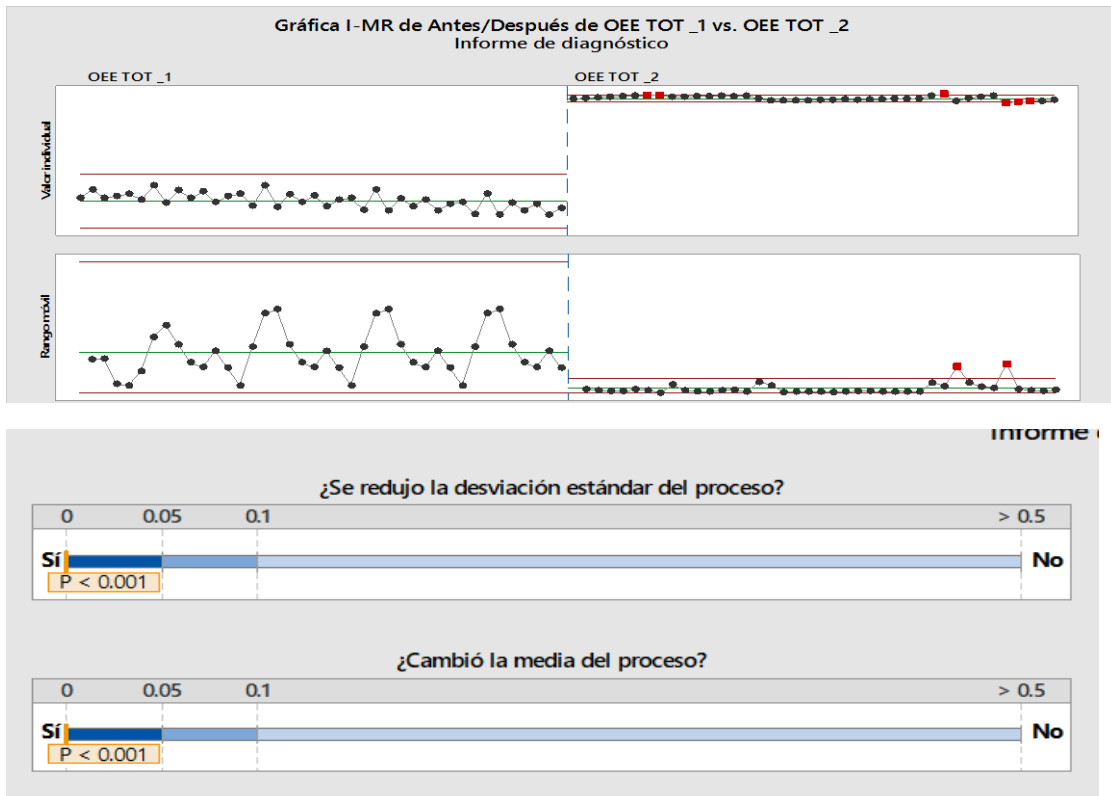 Gráfica I-MR de Antes/Después de OEE TOT _1 vs. OEE TOT _2
Informe de diagnóstico
OEE TOT _1 OEE TOT _2
Valor individual
Rango móvil
Informe
¿Se redujo la desviación estándar del proceso?
0 0.05 0.1 > 0.5
Sí No
P < 0.001
¿Cambió la media del proceso?
0 0.05 0.1 > 0.5
Sí No
P < 0.001